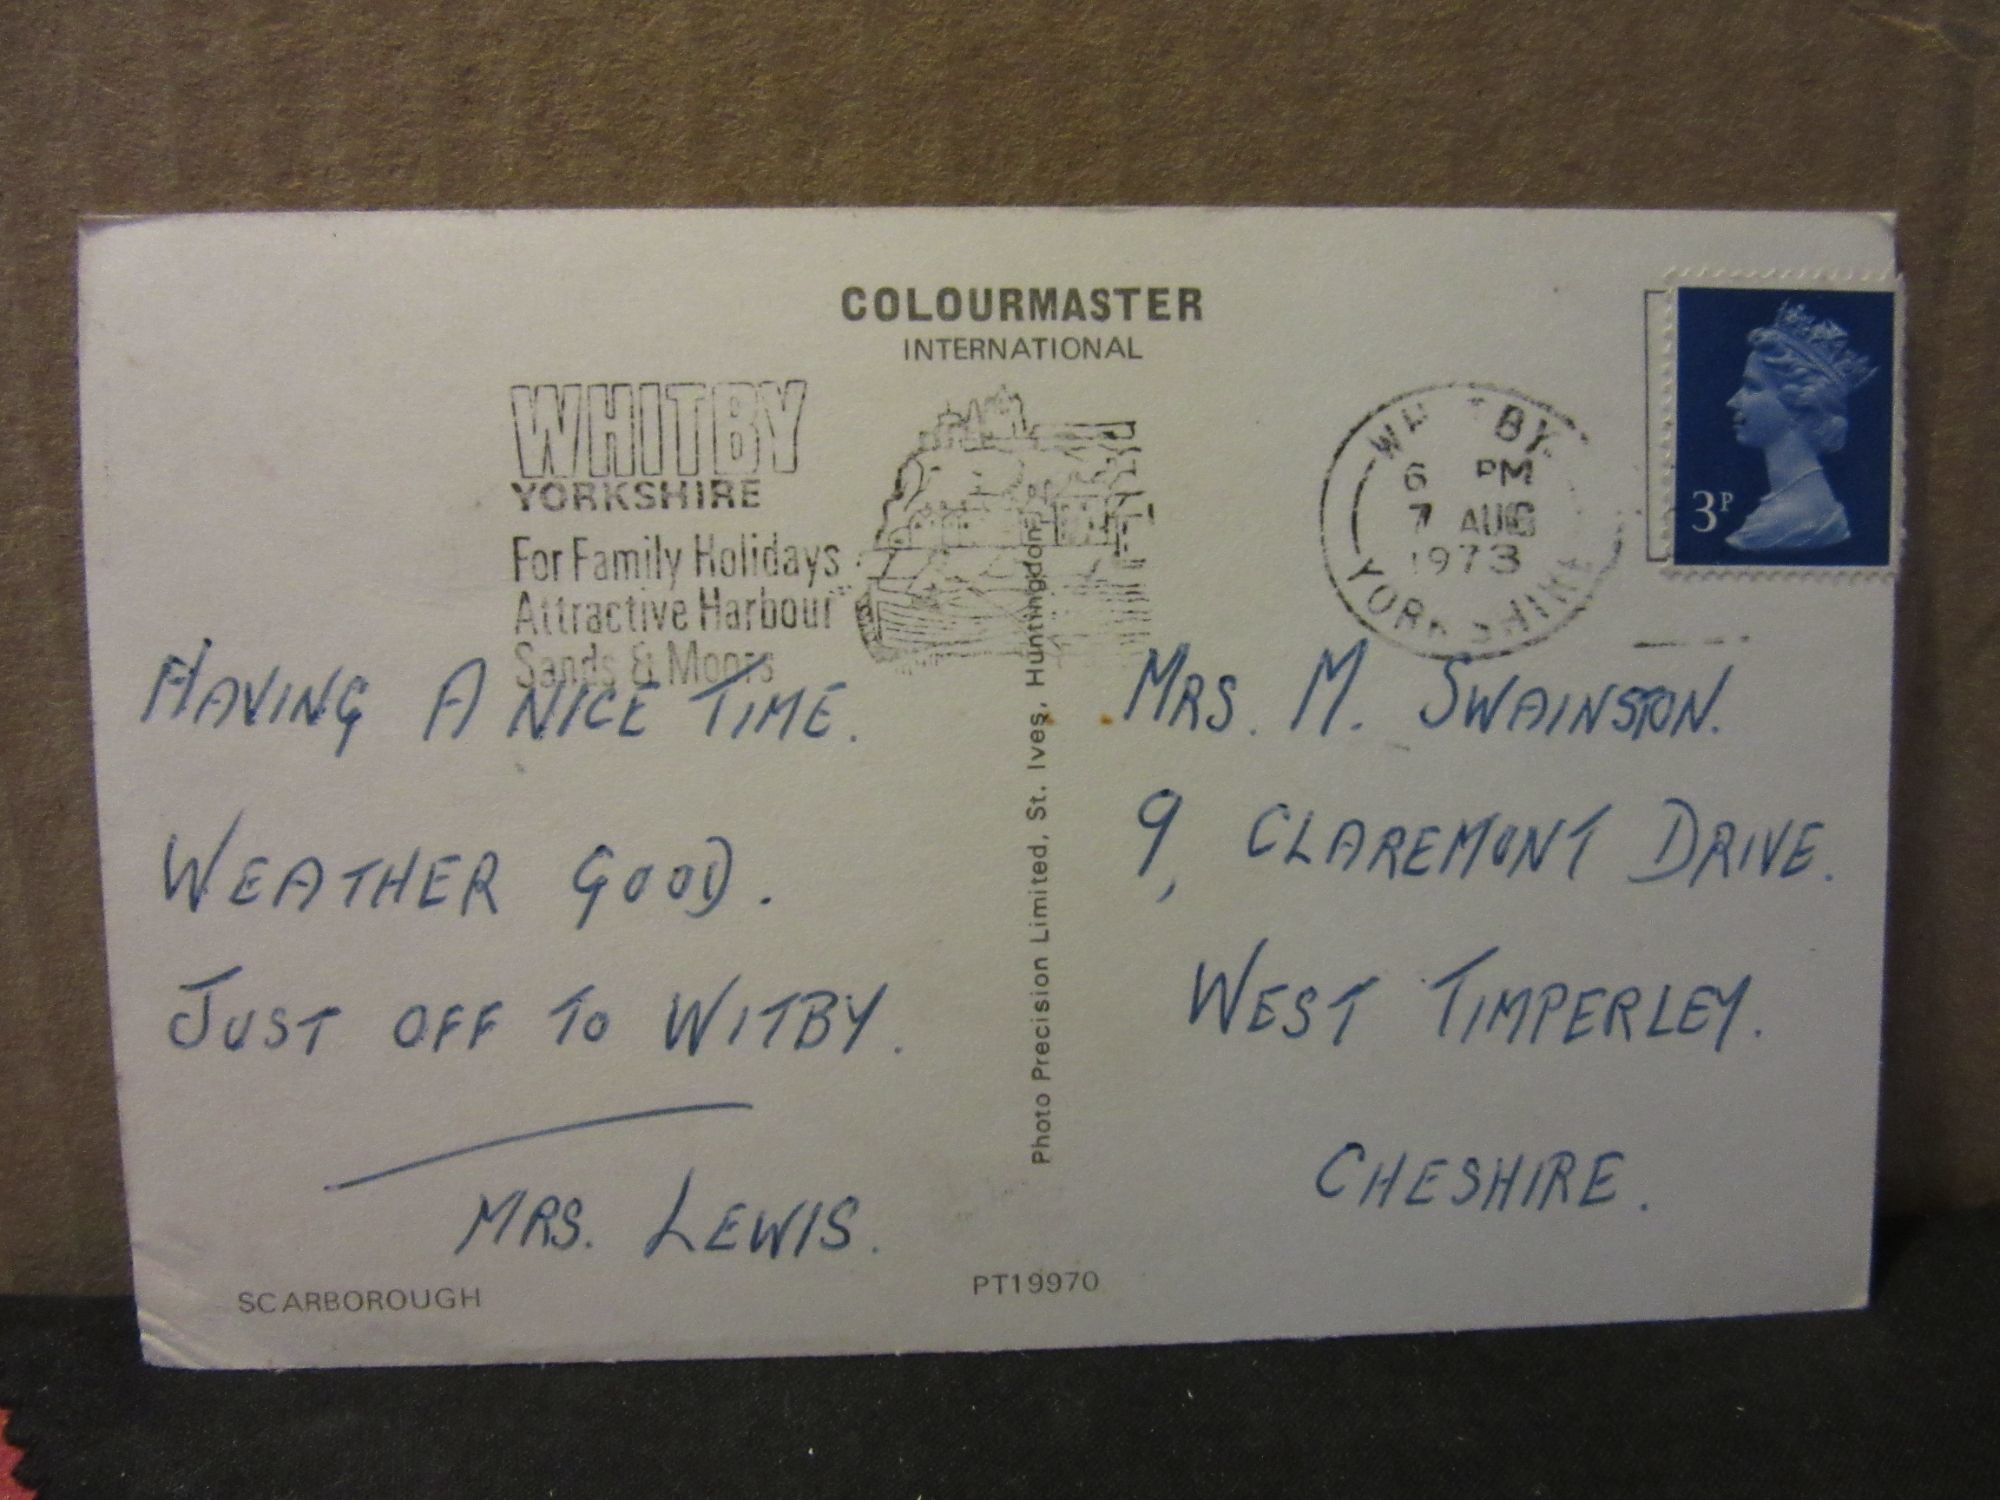 COLOURMASTER
INTERNATIONAL
WHITBY
YORKSHIRE
For Family Holidays
Attractive Harbour
Sands & Moors
HAVING A NICE TIME.
WEATHER GOOD.
JUST OFF TO WITBY.
MRS. LEWIS.
SCARBOROUGH
PT19970
Photo Precision Limited, St. Ives, Huntingdon
WHITBY
6 PM
7 AUG
1973
YORKSHIRE
3P
MRS. M. SWAINSTON.
9, CLAREMONT DRIVE.
WEST TIMPERLEY.
CHESHIRE.